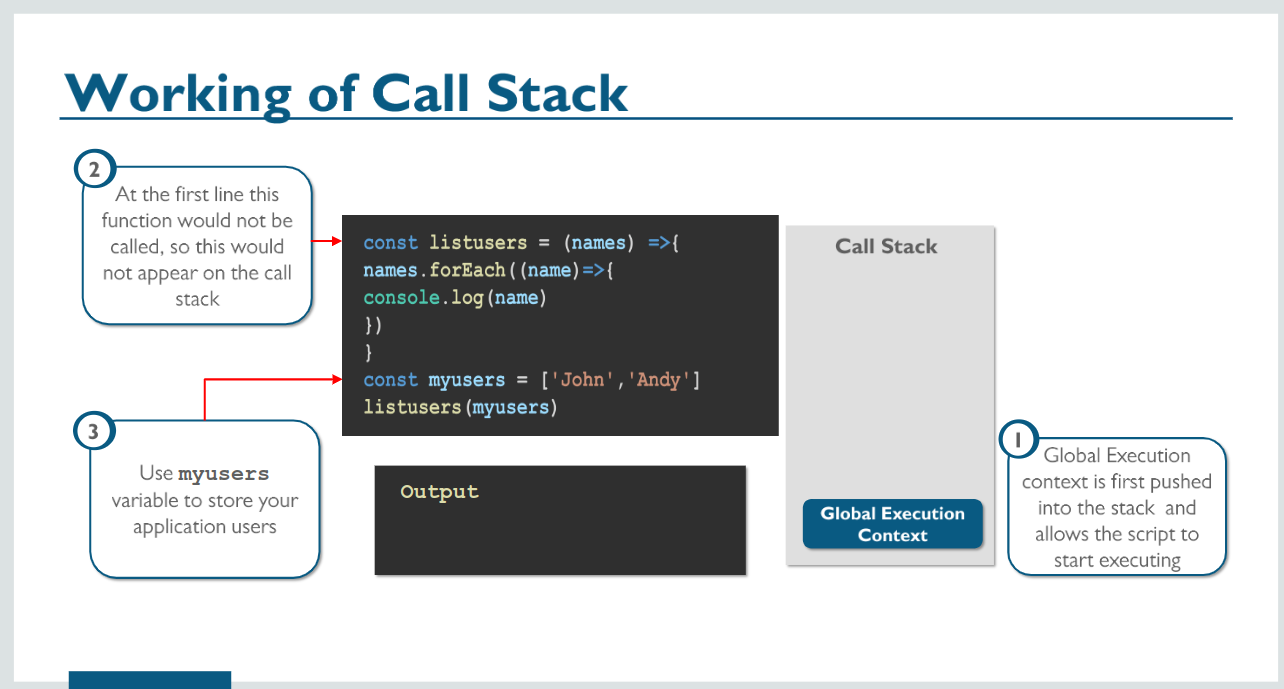 Working of Call Stack
2
At the first line this
function would not be
called, so this would
not appear on the call
stack
const listusers = (names) =>{
names.forEach((name)=>{
console.log(name)
})
}
const myusers = ['John','Andy']
listusers(myusers)
Call Stack
3
Use myusers
variable to store your
application users
Output
Global Execution
Context
1
Global Execution
context is first pushed
into the stack and
allows the script to
start executing